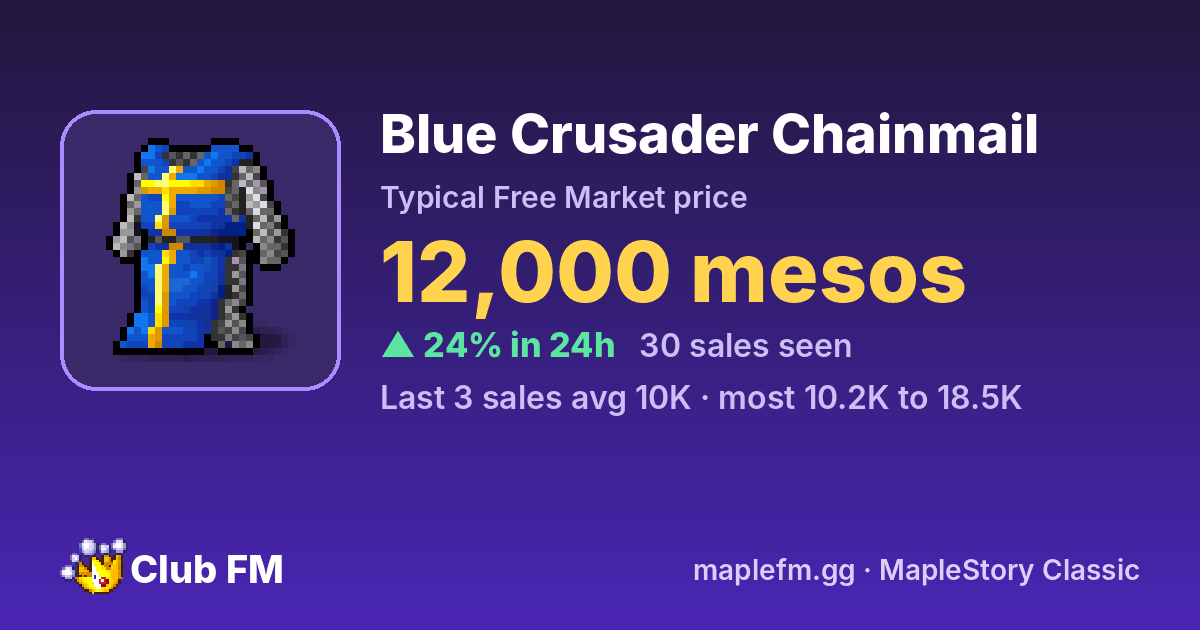 Blue Crusader Chainmail
Typical Free Market price
12,000 mesos
▲ 24% in 24h 30 sales seen
Last 3 sales avg 10K · most 10.2K to 18.5K
Club FM
maplefm.gg · MapleStory Classic